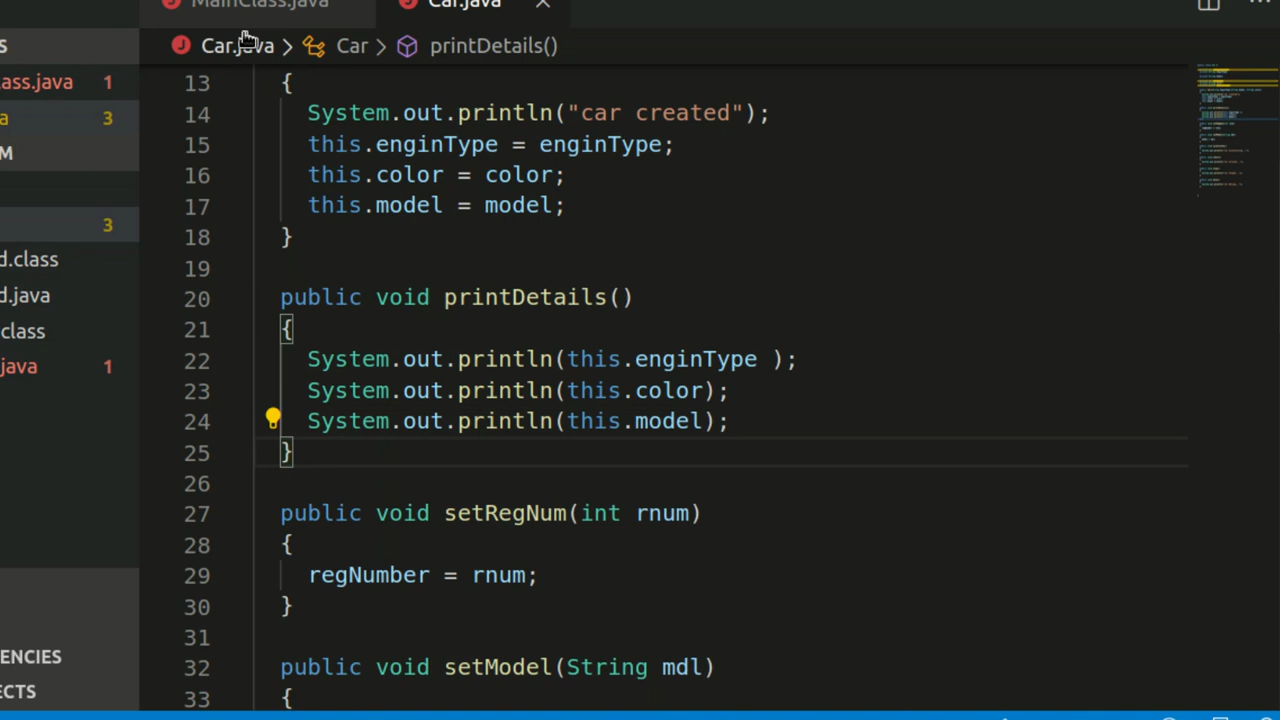 MainClass.java Car.java
Car.java Car printDetails()
S
ass.java 1
a 3
M
3
d.class
d.java
class
java 1
ENCIES
ECTS
13 {
14 System.out.println("car created");
15 this.enginType = enginType;
16 this.color = color;
17 this.model = model;
18 }
19
20 public void printDetails()
21 {
22 System.out.println(this.enginType );
23 System.out.println(this.color);
24 System.out.println(this.model);
25 }
26
27 public void setRegNum(int rnum)
28 {
29 regNumber = rnum;
30 }
31
32 public void setModel(String mdl)
33 {